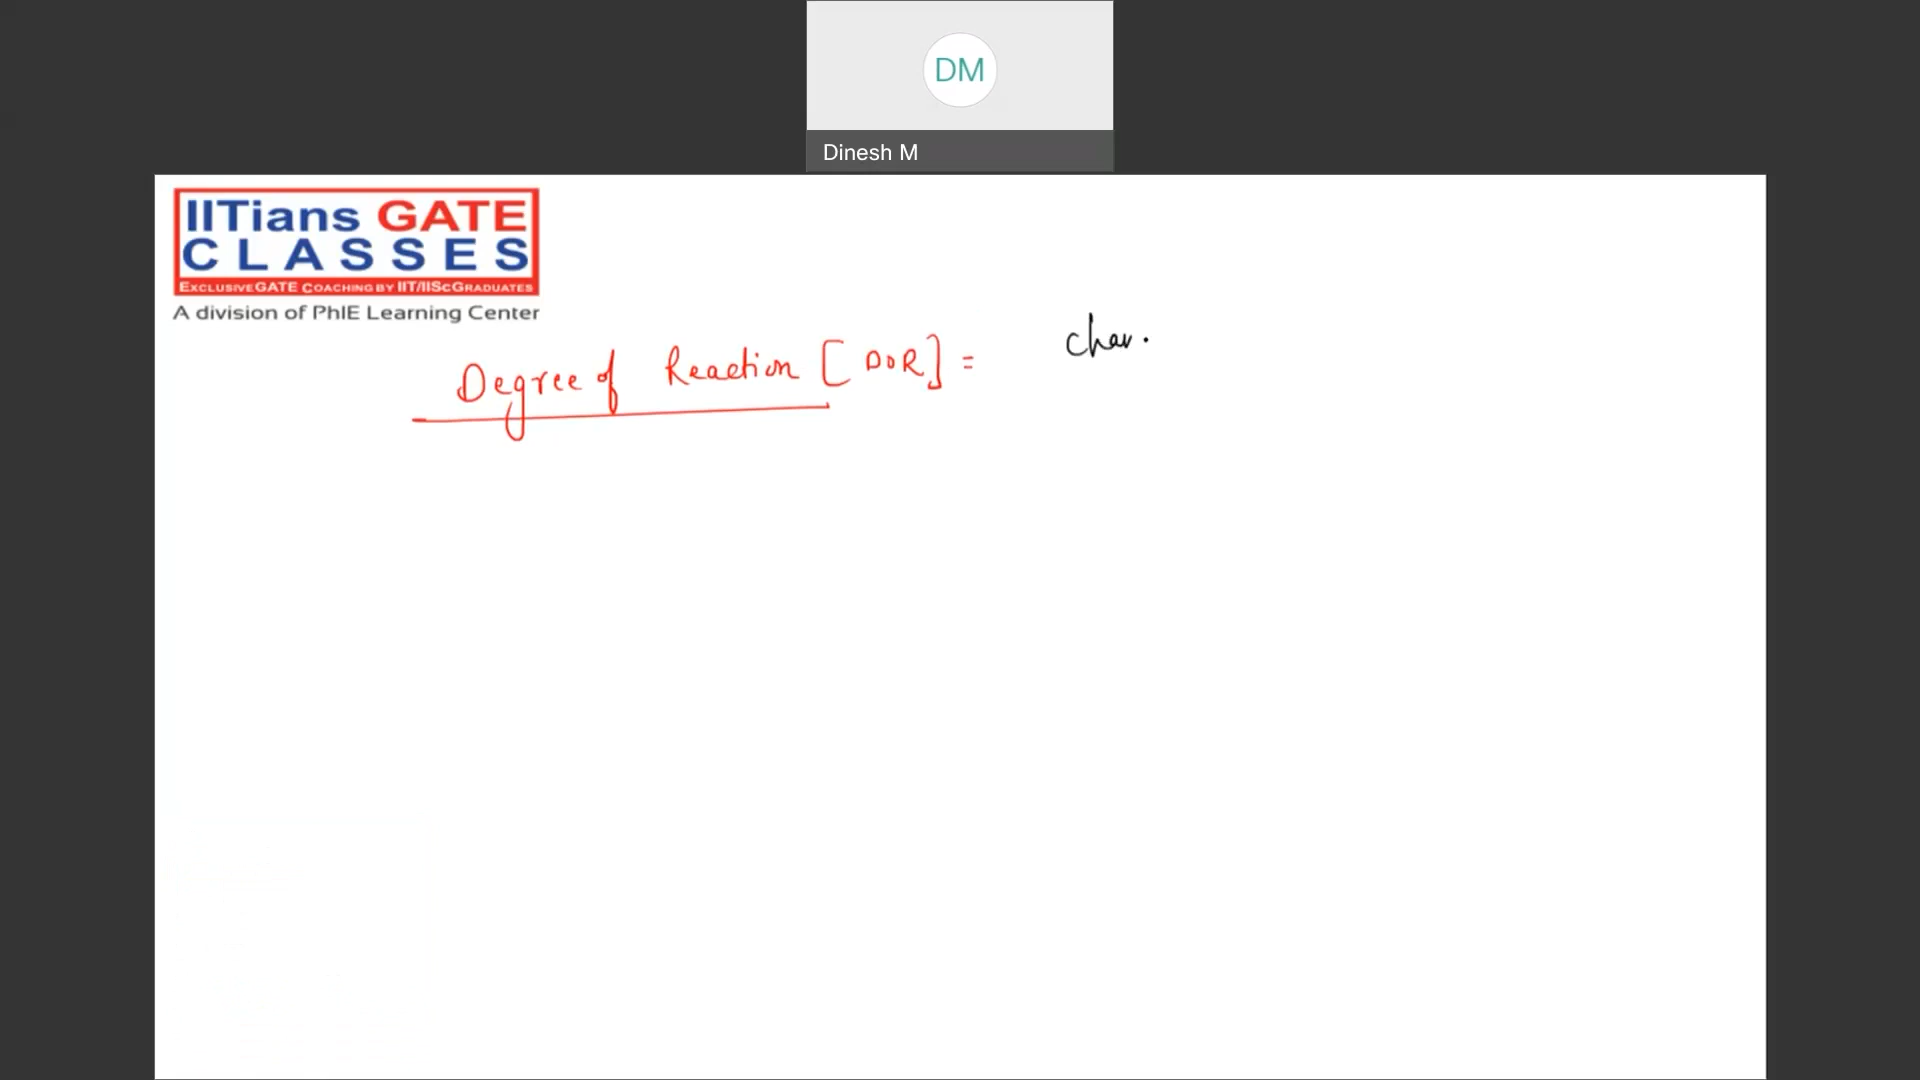 DM
Dinesh M
IITians GATE
CLASSES
EXCLUSIVE GATE COACHING BY IIT/IISc GRADUATES
A division of PhIE Learning Center
Degree of Reaction [DOR] =